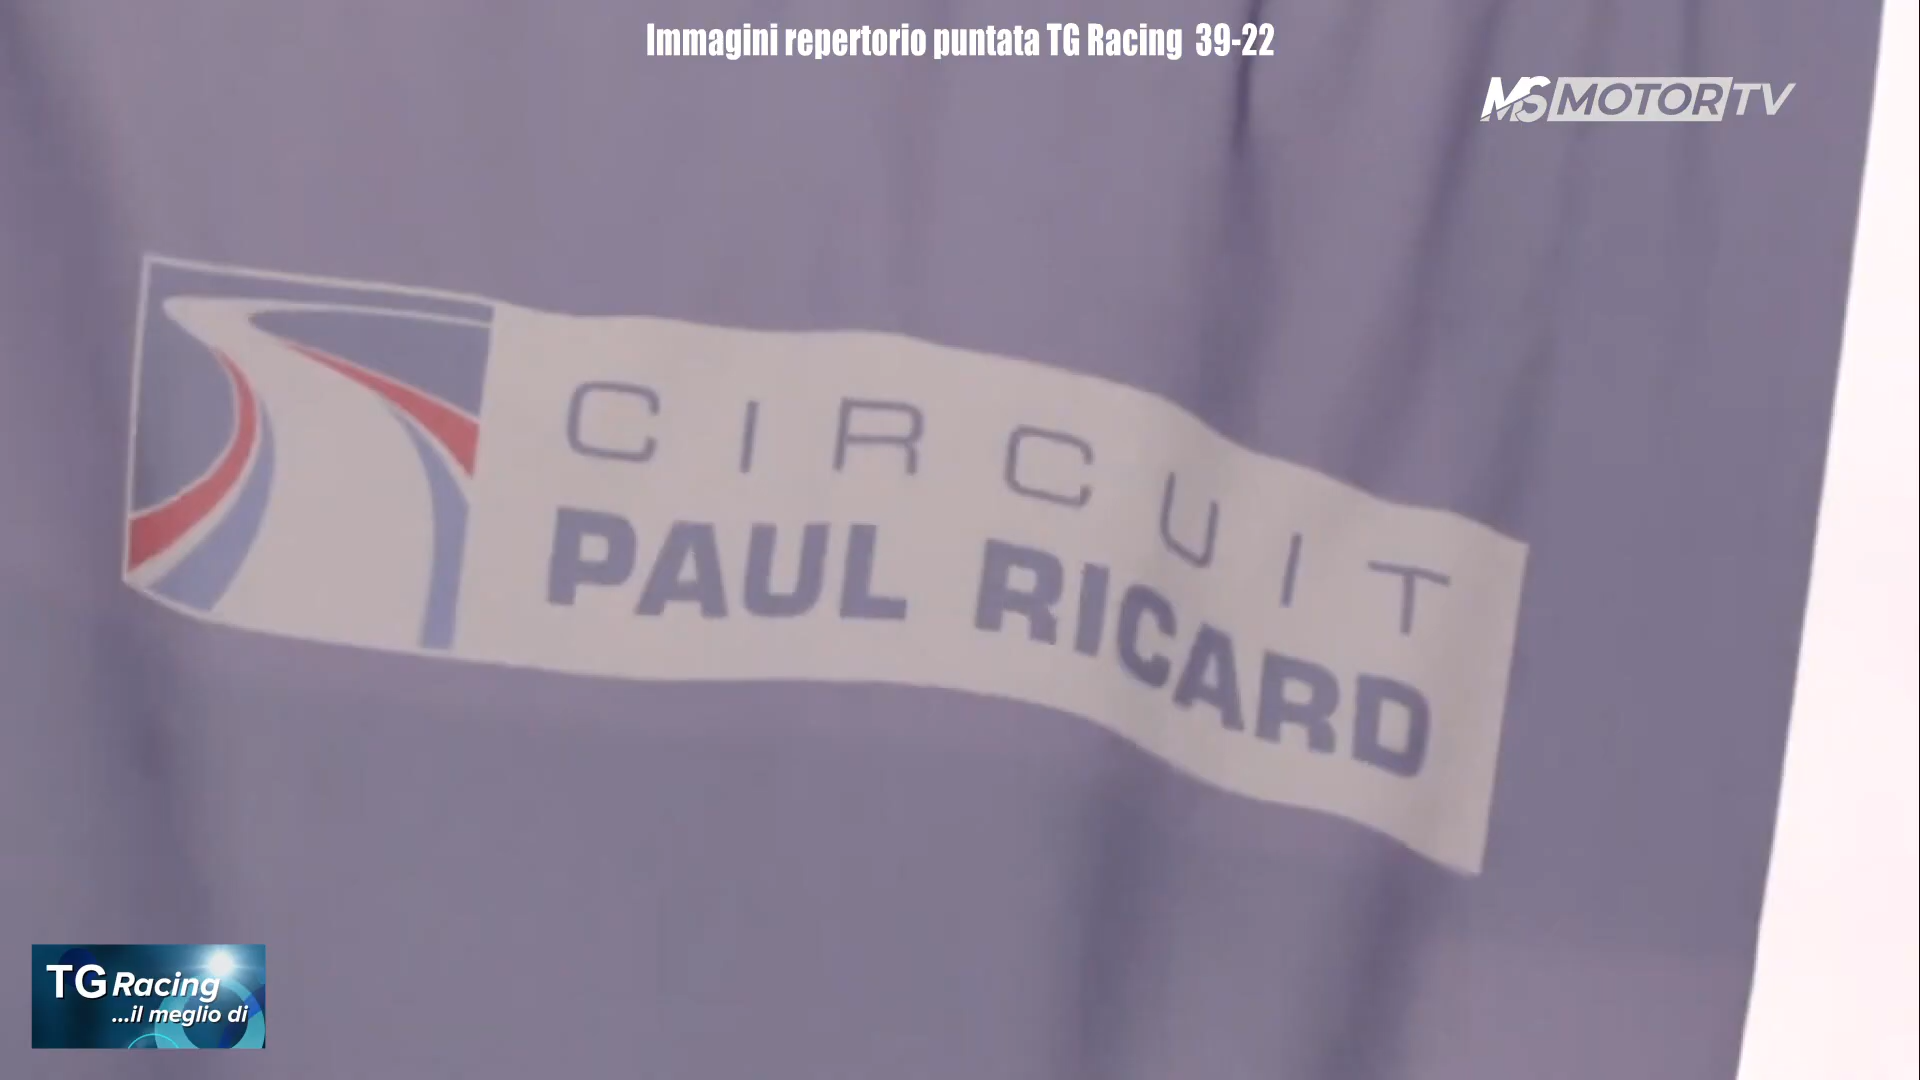 Immagini repertorio puntata TG Racing 39-22
MS MOTOR TV
CIRCUIT
PAUL RICARD
TG Racing
...il meglio di